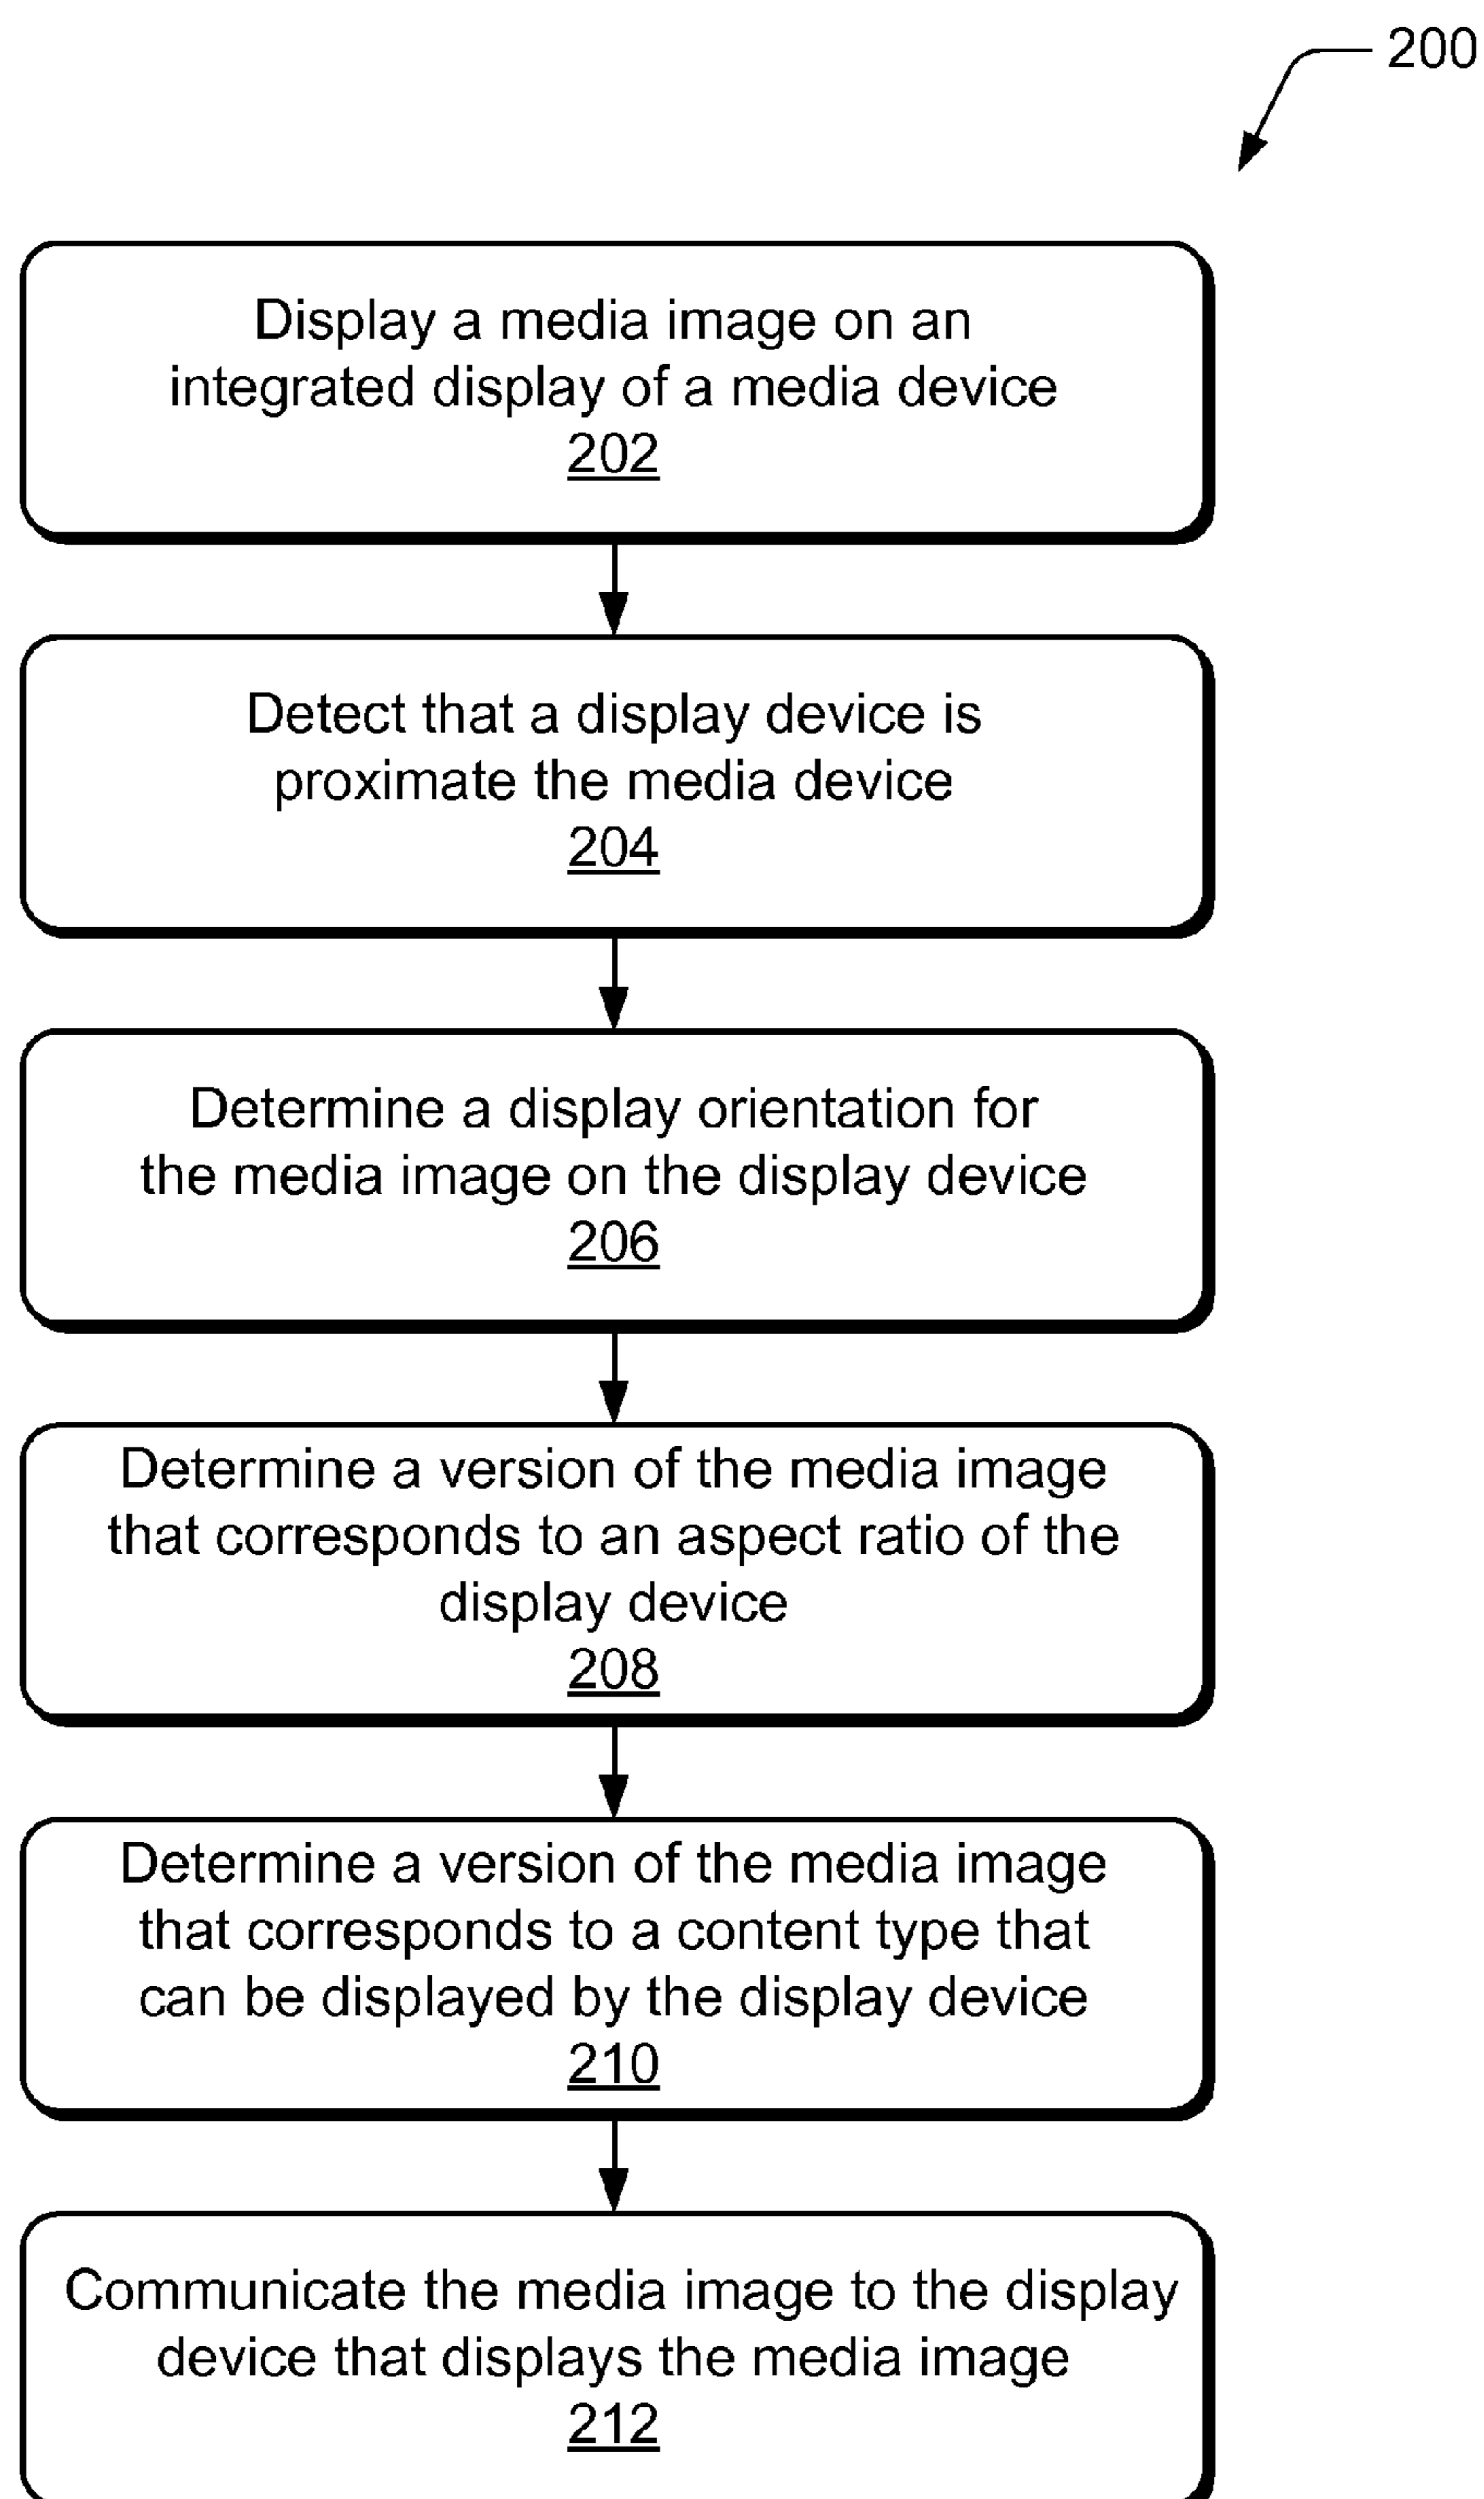 200
Display a media image on an
integrated display of a media device
202
Detect that a display device is
proximate the media device
204
Determine a display orientation for
the media image on the display device
206
Determine a version of the media image
that corresponds to an aspect ratio of the
display device
208
Determine a version of the media image
that corresponds to a content type that
can be displayed by the display device
210
Communicate the media image to the display
device that displays the media image
212